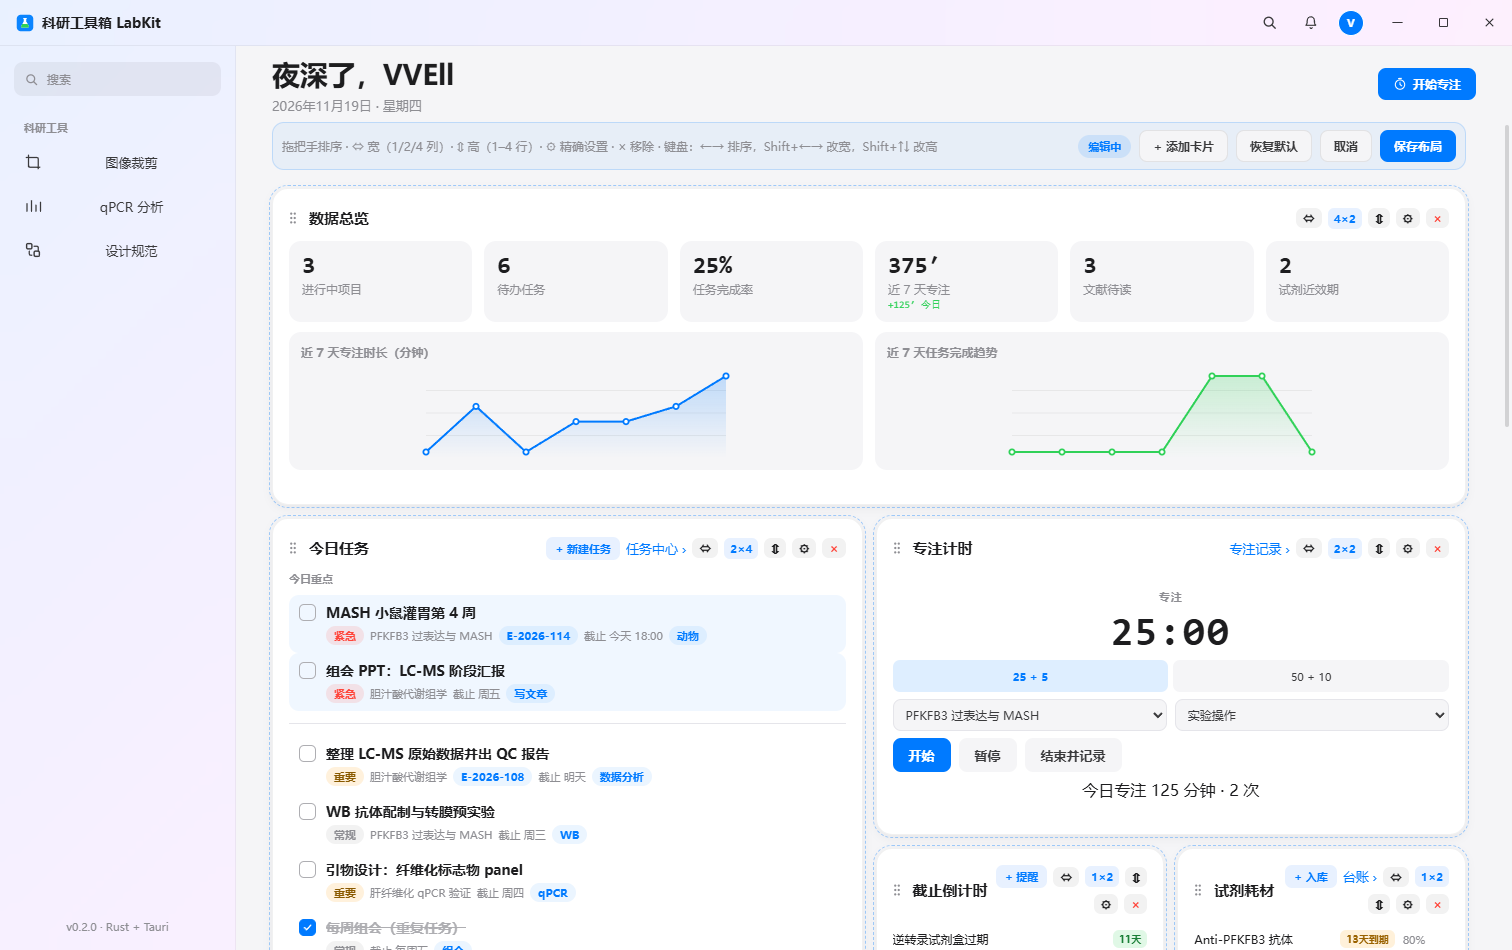 科研工具箱 LabKit
V
搜索
科研工具
图像裁剪
qPCR 分析
设计规范
v0.2.0 · Rust + Tauri
夜深了，VVEll
2026年11月19日 · 星期四
开始专注
拖把手排序 · ⇔ 宽（1/2/4 列）· ⇕ 高（1–4 行）· ⚙ 精确设置 · × 移除 · 键盘：←→ 排序，Shift+←→ 改宽，Shift+↑↓ 改高
编辑中
+ 添加卡片
恢复默认
取消
保存布局
数据总览
4×2
3
进行中项目
6
待办任务
25%
任务完成率
375′
近 7 天专注
+125′ 今日
3
文献待读
2
试剂近效期
近 7 天专注时长（分钟）
近 7 天任务完成趋势
今日任务
+ 新建任务
任务中心 ›
2×4
今日重点
MASH 小鼠灌胃第 4 周
紧急 PFKFB3 过表达与 MASH E-2026-114 截止 今天 18:00 动物
组会 PPT：LC-MS 阶段汇报
紧急 胆汁酸代谢组学 截止 周五 写文章
整理 LC-MS 原始数据并出 QC 报告
重要 胆汁酸代谢组学 E-2026-108 截止 明天 数据分析
WB 抗体配制与转膜预实验
常规 PFKFB3 过表达与 MASH 截止 周三 WB
引物设计：纤维化标志物 panel
重要 肝纤维化 qPCR 验证 截止 周四 qPCR
每周组会（重复任务）
常规 截止 每周五 组会
专注计时
专注记录 ›
2×2
专注
25:00
25 + 5
50 + 10
PFKFB3 过表达与 MASH
实验操作
开始
暂停
结束并记录
今日专注 125 分钟 · 2 次
截止倒计时
+ 提醒
1×2
逆转录试剂盒过期
11天
试剂耗材
+ 入库
台账 ›
1×2
Anti-PFKFB3 抗体
13天到期
80%